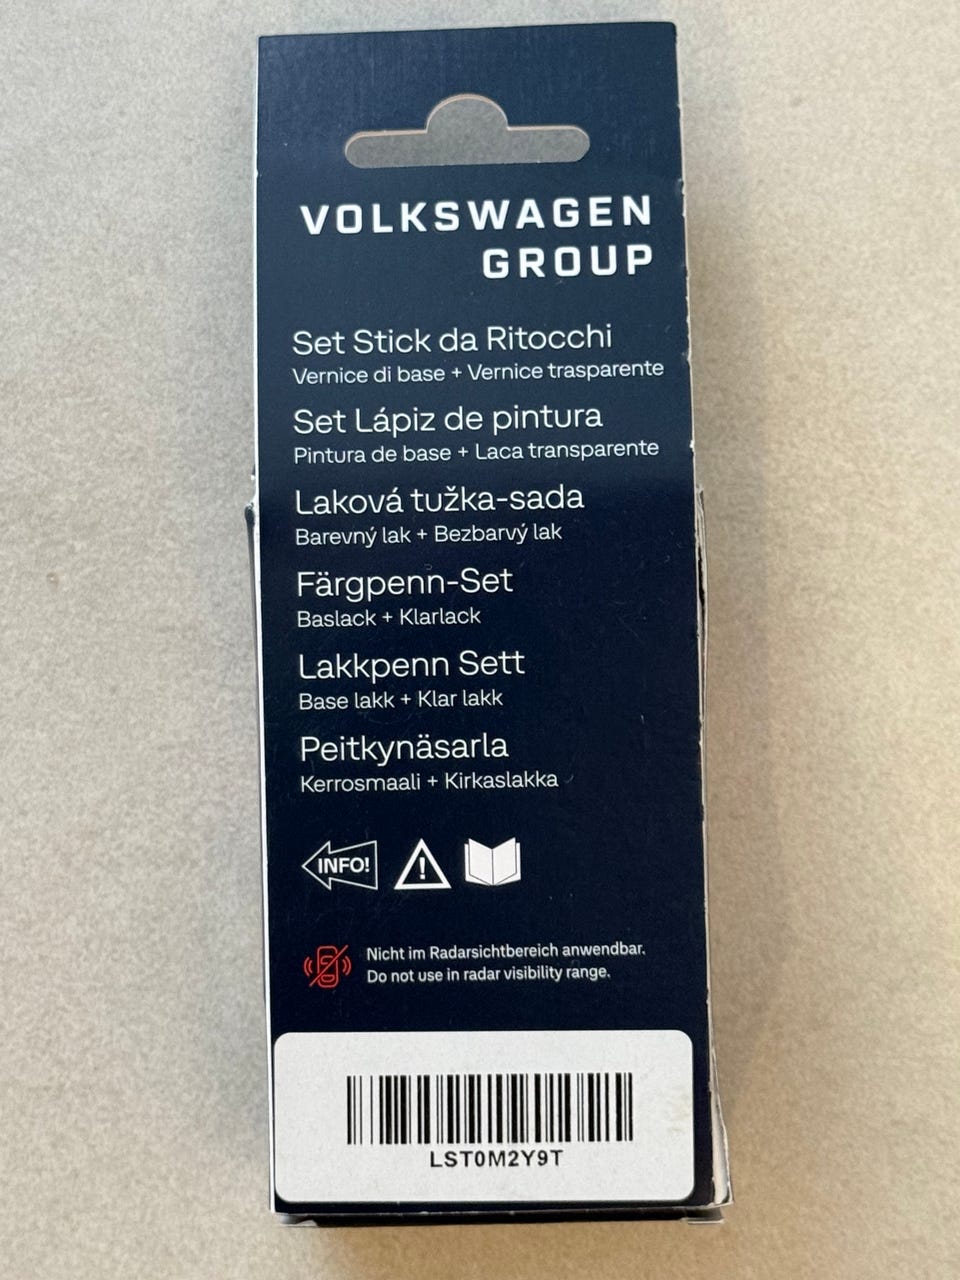 VOLKSWAGEN
GROUP
Set Stick da Ritocchi
Vernice di base + Vernice trasparente
Set Lápiz de pintura
Pintura de base + Laca transparente
Laková tužka-sada
Barevný lak + Bezbarvý lak
Färgpenn-Set
Baslack + Klarlack
Lakkpenn Sett
Base lakk + Klar lakk
Peitkynäsarla
Kerrosmaali + Kirkaslakka
INFO!
Nicht im Radarsichtbereich anwendbar.
Do not use in radar visibility range.
LST0M2Y9T